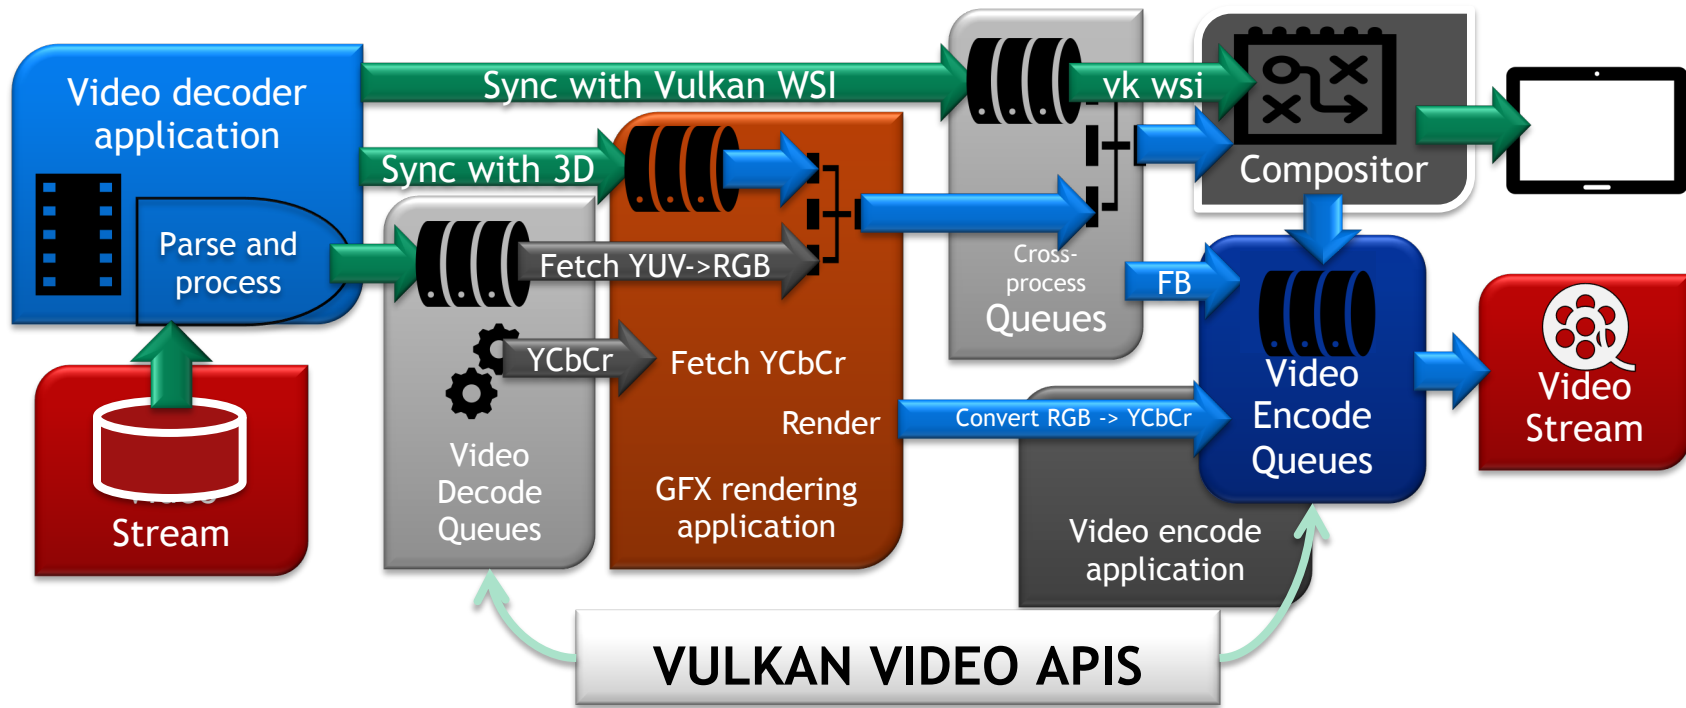 Video decoder
application
Parse and
process
Video
Stream
Sync with Vulkan WSI
Sync with 3D
Fetch YUV->RGB
YCbCr
Video
Decode
Queues
Fetch YCbCr
Render
GFX rendering
application
Cross-
process
Queues
vk wsi
Compositor
FB
Convert RGB -> YCbCr
Video
Encode
Queues
Video encode
application
Video
Stream
VULKAN VIDEO APIS